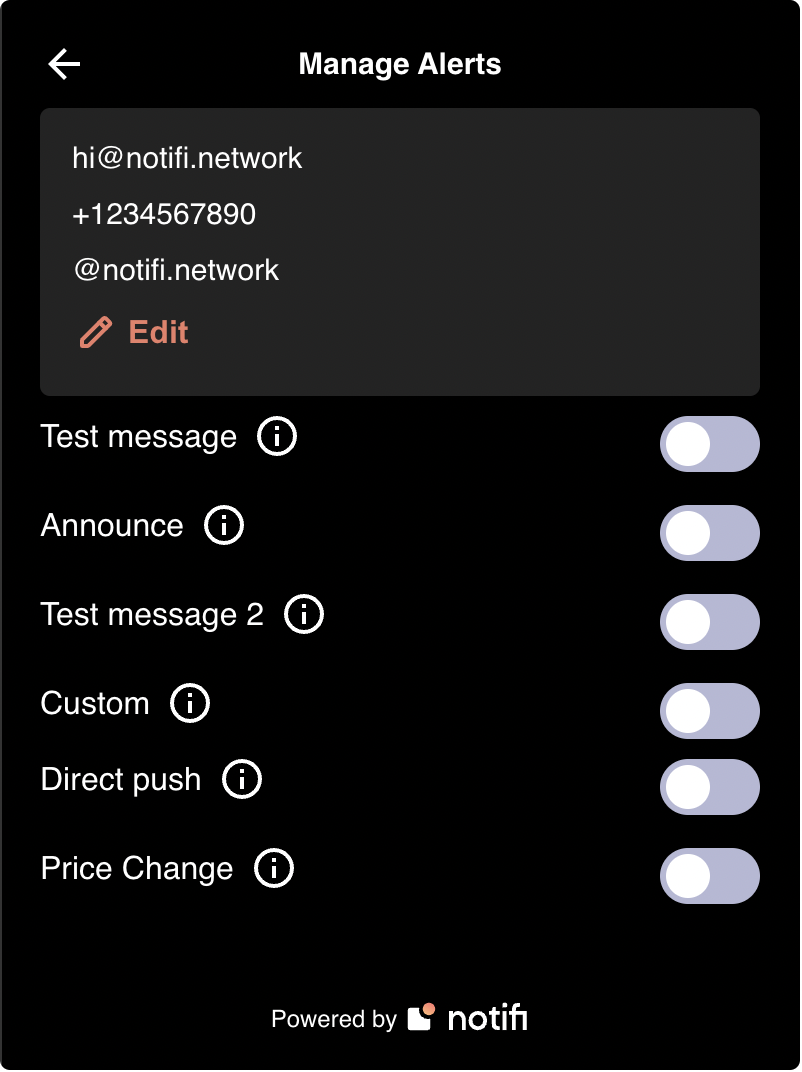 Manage Alerts
hi@notifi.network
+1234567890
@notifi.network
Edit
Test message
Announce
Test message 2
Custom
Direct push
Price Change
Powered by notifi